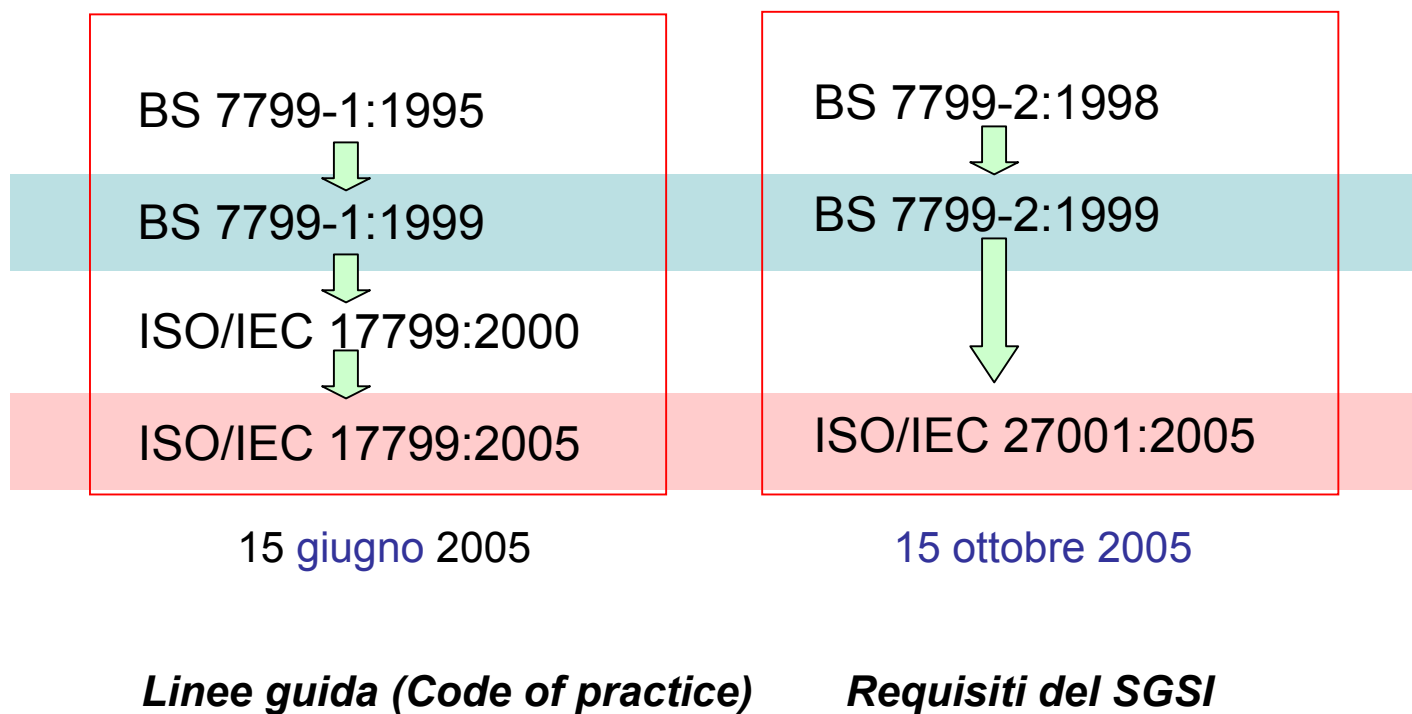 BS 7799-1:1995
BS 7799-1:1999
ISO/IEC 17799:2000
ISO/IEC 17799:2005
15 giugno 2005
Linee guida (Code of practice)
BS 7799-2:1998
BS 7799-2:1999
ISO/IEC 27001:2005
15 ottobre 2005
Requisiti del SGSI